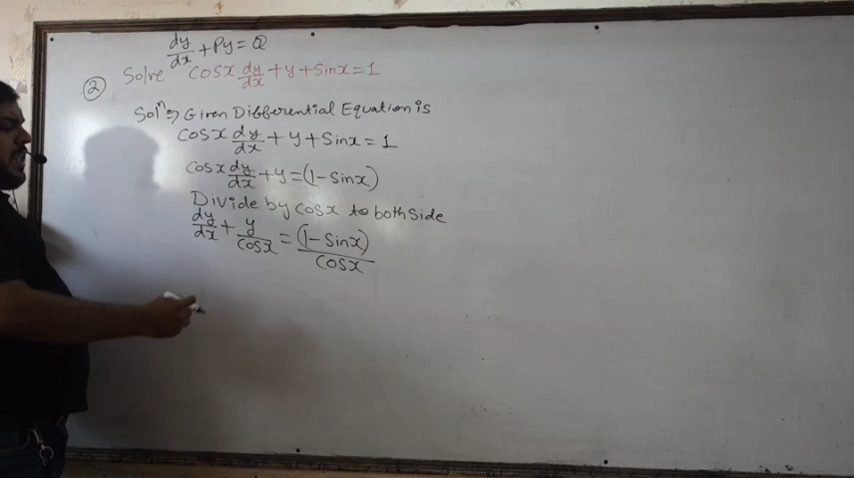 dy/dx + Py = Q
② Solve cosx dy/dx + y + Sinx = 1
Solⁿ ⇒ Given Differential Equation is
cosx dy/dx + y + Sinx = 1
cosx dy/dx + y = (1 - Sinx)
Divide by cosx to both side
dy/dx + y/cosx = (1 - Sinx)/cosx